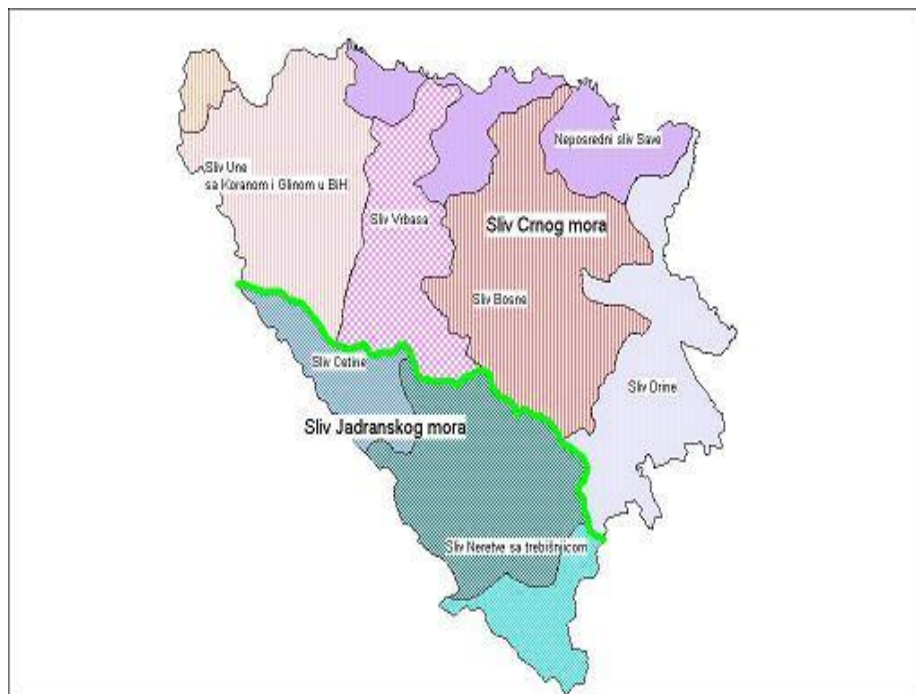 Neposredni sliv Save
Sliv Une
sa Koranom i Glinom u BiH
Sliv Vrbasa
Sliv Crnog mora
Sliv Bosne
Sliv Cetine
Sliv Drine
Sliv Jadranskog mora
Sliv Neretve sa trebišnjicom